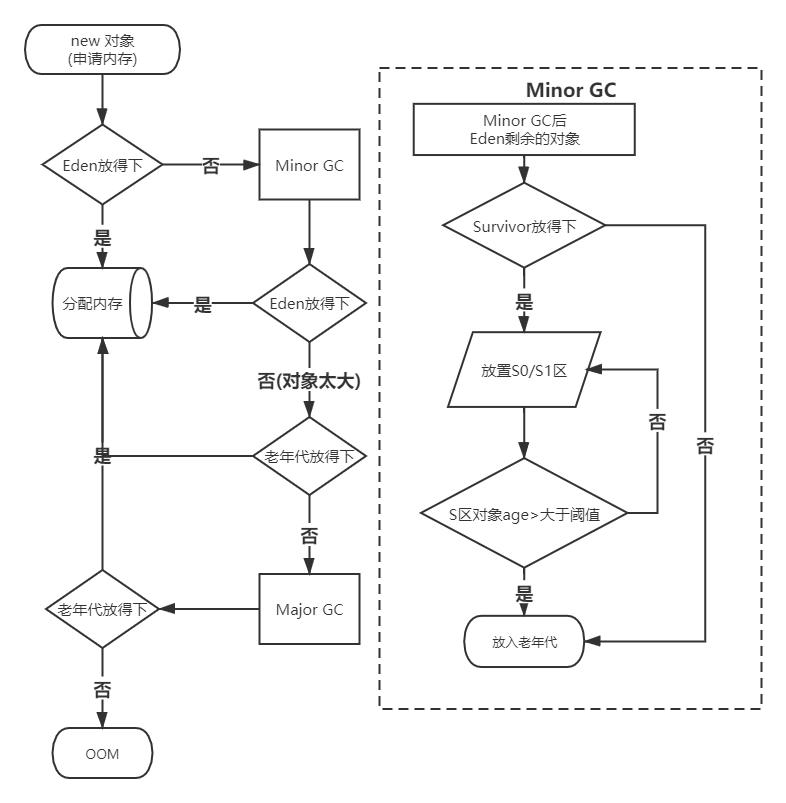 new 对象
(申请内存)
Eden放得下
否
Minor GC
是
分配内存
是
Eden放得下
否(对象太大)
是
老年代放得下
否
老年代放得下
Major GC
否
OOM
Minor GC
Minor GC后
Eden剩余的对象
Survivor放得下
是
放置S0/S1区
否
否
S区对象age>大于阈值
是
放入老年代